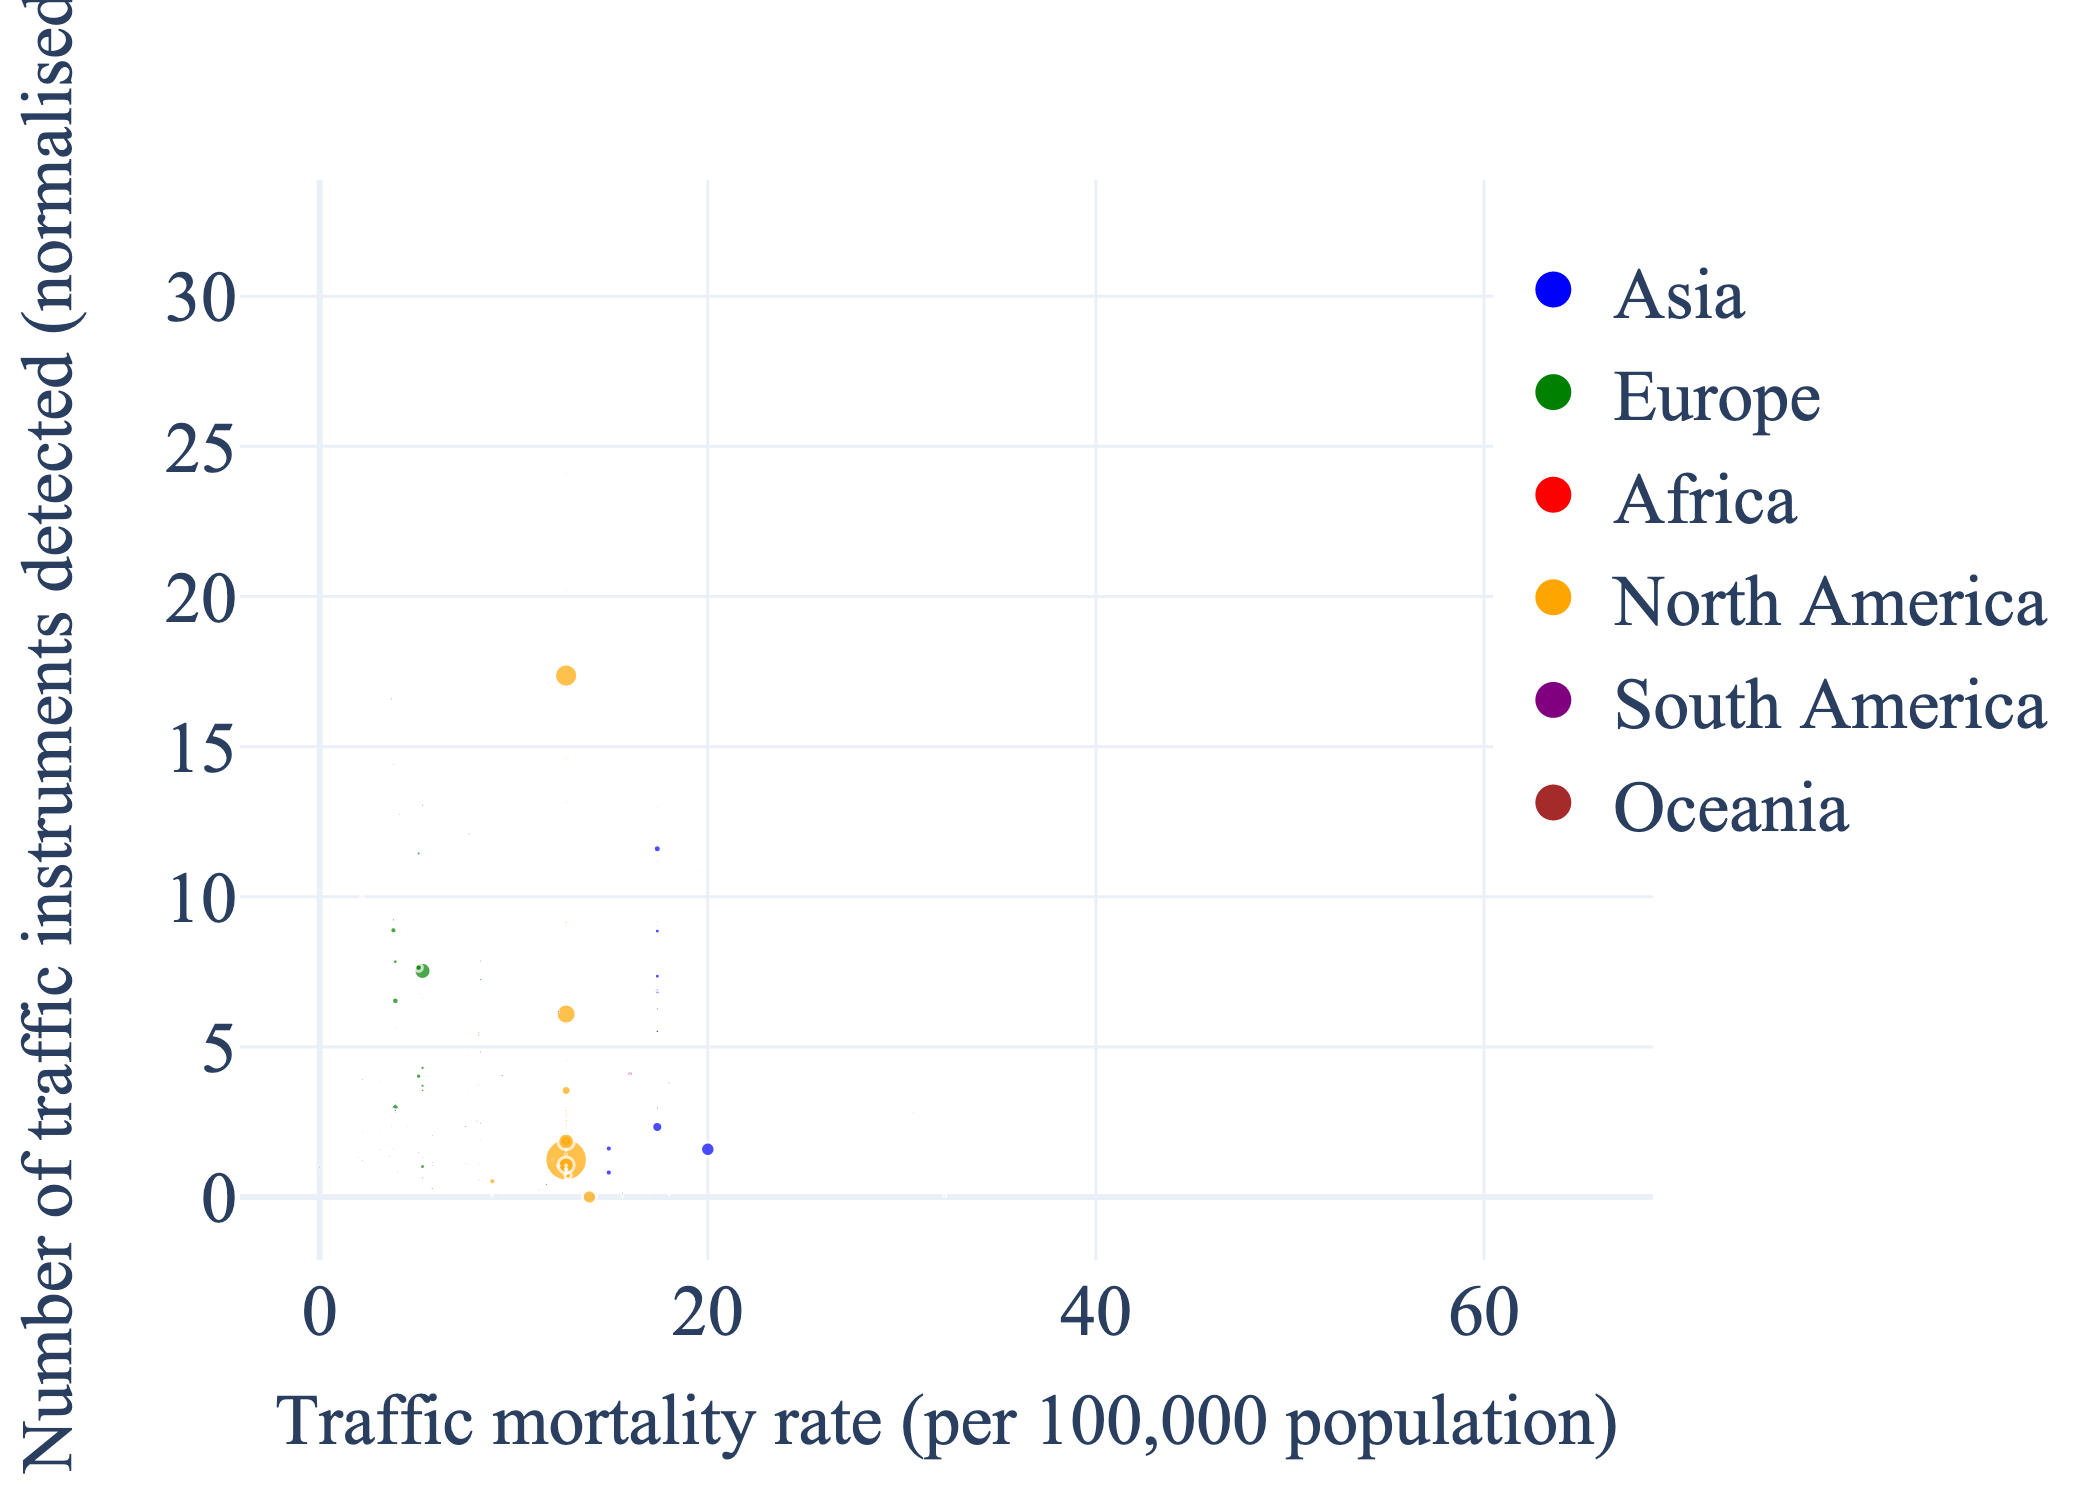 Number of traffic instruments detected (normalised
30
25
20
15
10
5
0
0
20
40
60
Traffic mortality rate (per 100,000 population)
Asia
Europe
Africa
North America
South America
Oceania